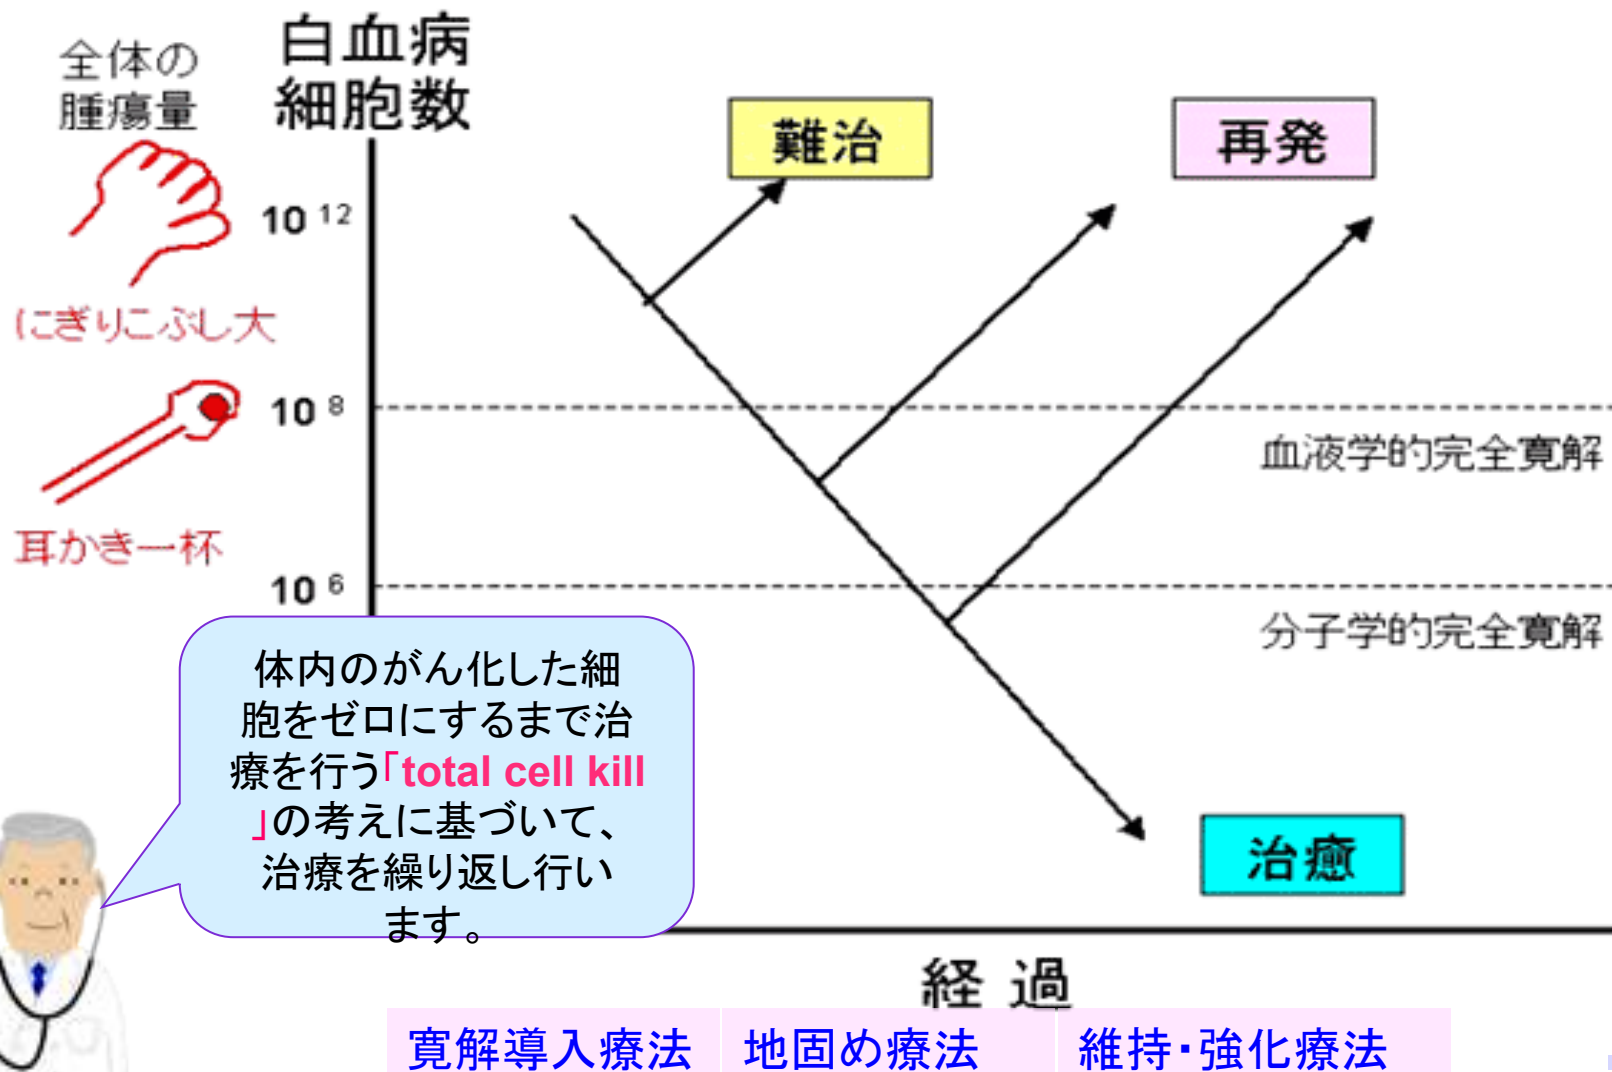 全体の
腫瘍量
白血病
細胞数
難治
再発
10 12
にぎりこぶし大
10 8
血液学的完全寛解
耳かき一杯
10 6
分子学的完全寛解
体内のがん化した細
胞をゼロにするまで治
療を行う「total cell kill
」の考えに基づいて、
治療を繰り返し行い
ます。
治癒
経 過
寛解導入療法
地固め療法
維持・強化療法